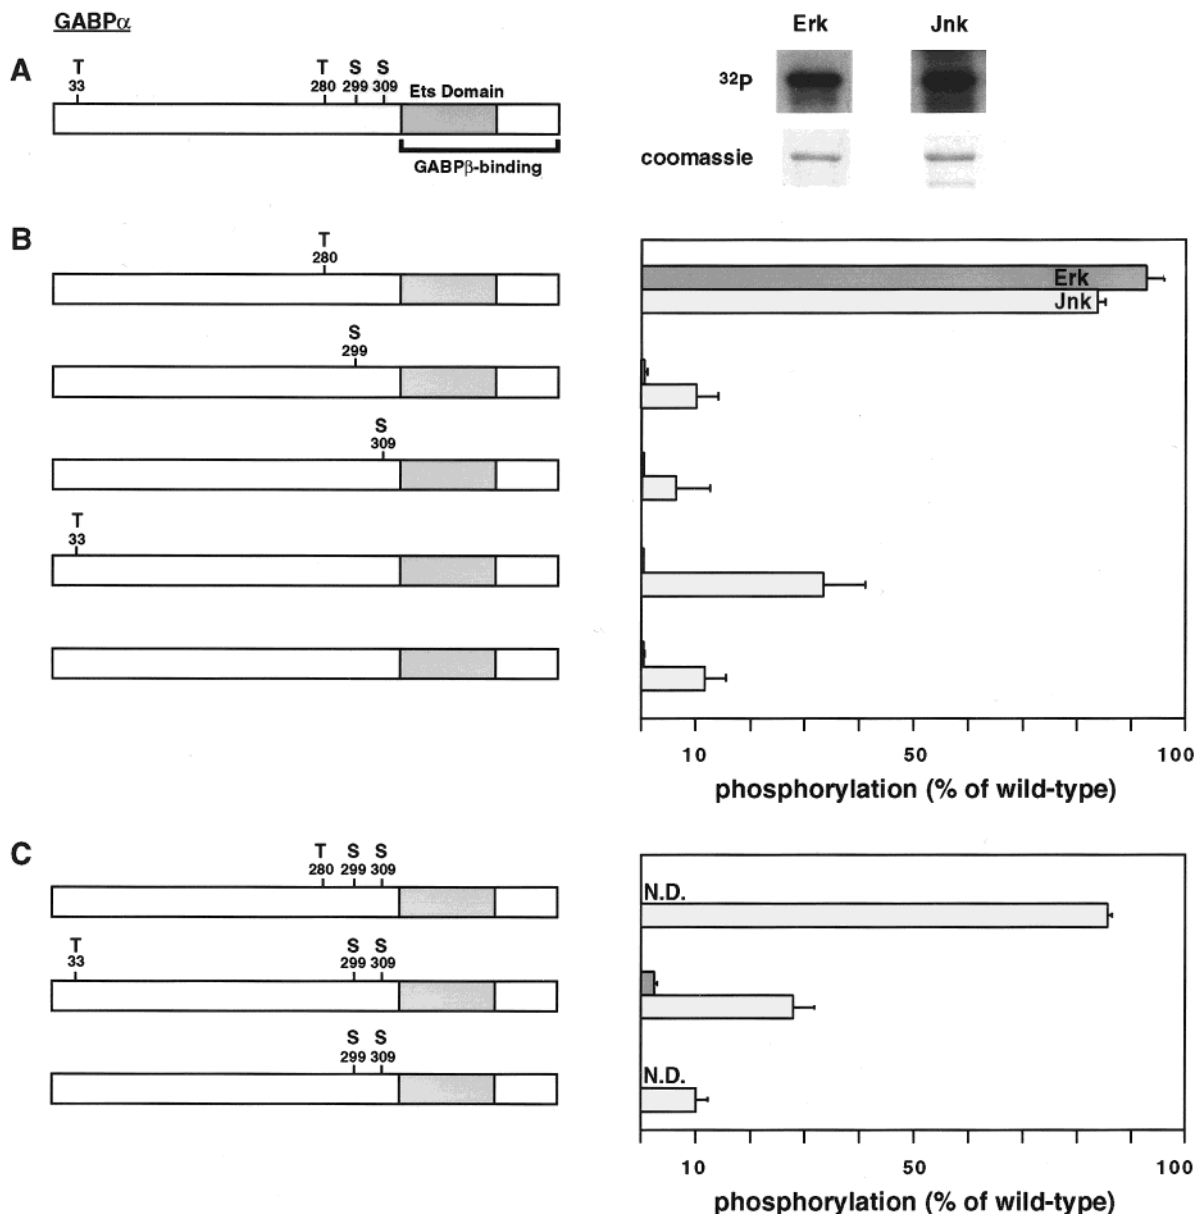 GABPα
Erk Jnk
A
T T S S
33 280 299 309 Ets Domain
GABPβ-binding
32P
coomassie
B
T
280
Erk
Jnk
S
299
S
309
T
33
10 50 100
phosphorylation (% of wild-type)
C
T S S
280 299 309
N.D.
T S S
33 299 309
S S
299 309
N.D.
10 50 100
phosphorylation (% of wild-type)